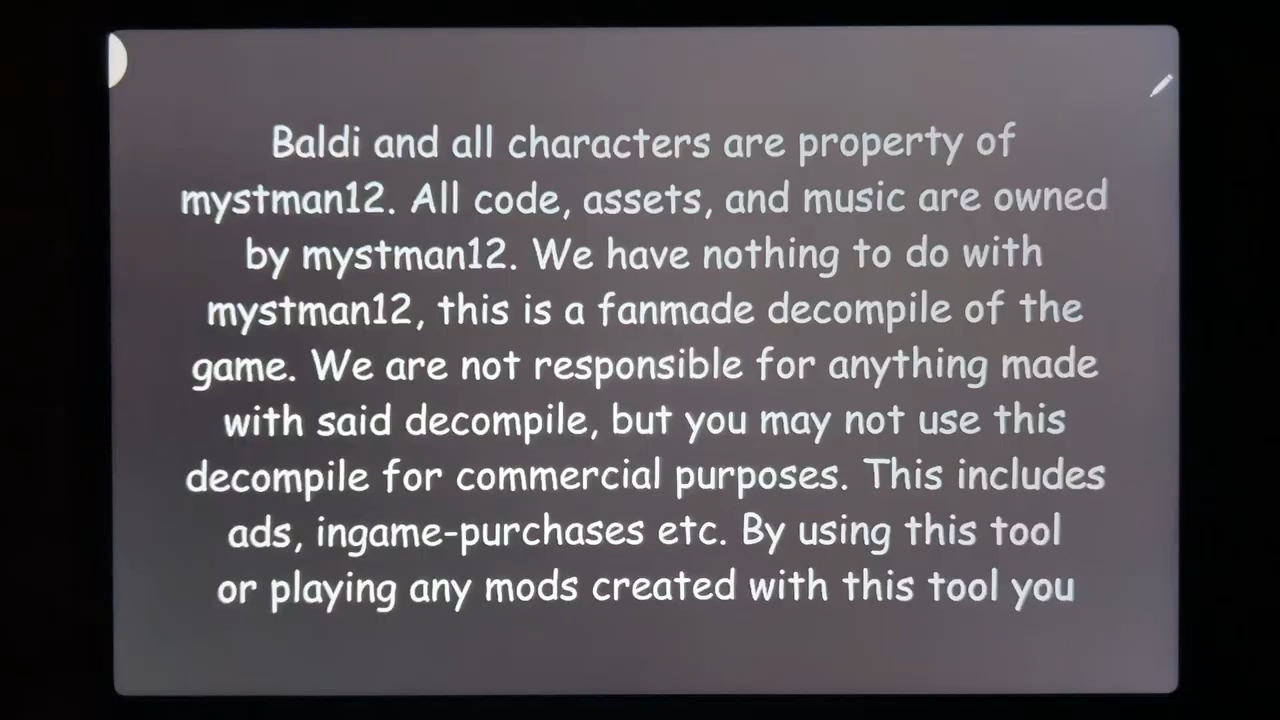 Baldi and all characters are property of
mystman12. All code, assets, and music are owned
by mystman12. We have nothing to do with
mystman12, this is a fanmade decompile of the
game. We are not responsible for anything made
with said decompile, but you may not use this
decompile for commercial purposes. This includes
ads, ingame-purchases etc. By using this tool
or playing any mods created with this tool you